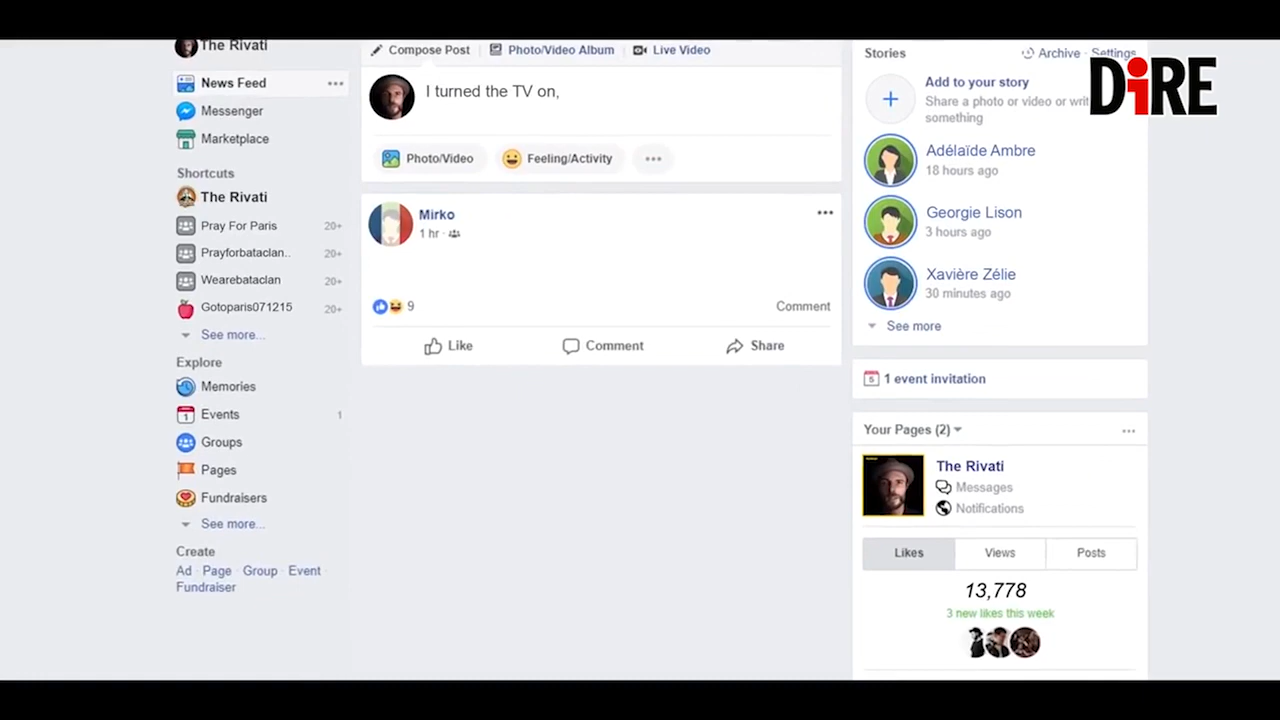 DiRE
The Rivati
News Feed
Messenger
Marketplace
Shortcuts
The Rivati
Pray For Paris 20+
Prayforbataclan.. 20+
Wearebataclan 20+
Gotoparis071215 20+
See more...
Explore
Memories
Events 1
Groups
Pages
Fundraisers
See more...
Create
Ad · Page · Group · Event ·
Fundraiser
Compose Post Photo/Video Album Live Video
I turned the TV on,
Photo/Video Feeling/Activity
Mirko
1 hr ·
9 Comment
Like Comment Share
Stories Archive · Settings
Add to your story
Share a photo or video or writ
something
Adélaïde Ambre
18 hours ago
Georgie Lison
3 hours ago
Xavière Zélie
30 minutes ago
See more
5 1 event invitation
Your Pages (2)
The Rivati
Messages
Notifications
Likes Views Posts
13,778
3 new likes this week